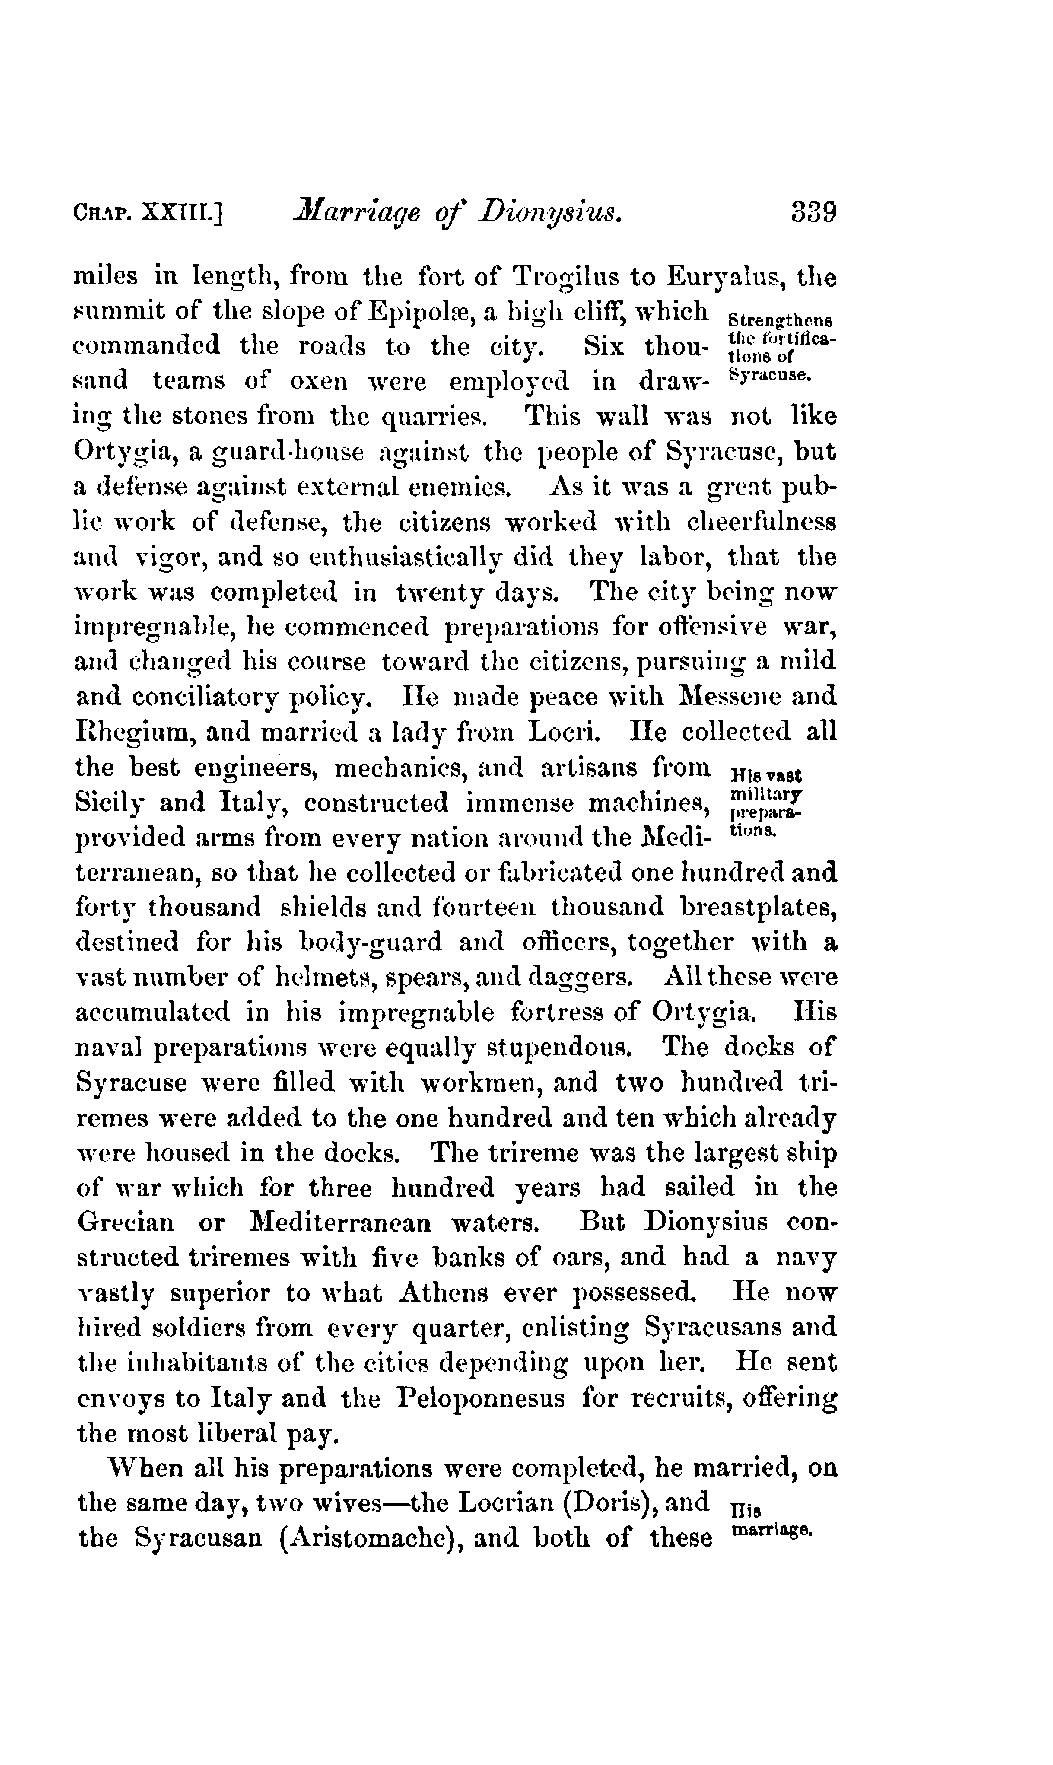 CHAP. XXIII.] Marriage of Dionysius. 339
miles in length, from the fort of Trogilus to Euryalus, the
summit of the slope of Epipolæ, a high cliff, which
commanded the roads to the city. Six thou-
sand teams of oxen were employed in draw-
Strengthens
the fortifica-
tions of
Syracuse.
ing the stones from the quarries. This wall was not like
Ortygia, a guard-house against the people of Syracuse, but
a defense against external enemies. As it was a great pub-
lic work of defense, the citizens worked with cheerfulness
and vigor, and so enthusiastically did they labor, that the
work was completed in twenty days. The city being now
impregnable, he commenced preparations for offensive war,
and changed his course toward the citizens, pursuing a mild
and conciliatory policy. He made peace with Messene and
Rhegium, and married a lady from Locri. He collected all
the best engineers, mechanics, and artisans from
Sicily and Italy, constructed immense machines,
provided arms from every nation around the Medi-
His vast
military
prepara-
tions.
terranean, so that he collected or fabricated one hundred and
forty thousand shields and fourteen thousand breastplates,
destined for his body-guard and officers, together with a
vast number of helmets, spears, and daggers. All these were
accumulated in his impregnable fortress of Ortygia. His
naval preparations were equally stupendous. The docks of
Syracuse were filled with workmen, and two hundred tri-
remes were added to the one hundred and ten which already
were housed in the docks. The trireme was the largest ship
of war which for three hundred years had sailed in the
Grecian or Mediterranean waters. But Dionysius con-
structed triremes with five banks of oars, and had a navy
vastly superior to what Athens ever possessed. He now
hired soldiers from every quarter, enlisting Syracusans and
the inhabitants of the cities depending upon her. He sent
envoys to Italy and the Peloponnesus for recruits, offering
the most liberal pay.
When all his preparations were completed, he married, on
the same day, two wives—the Locrian (Doris), and
the Syracusan (Aristomache), and both of these
His
marriage.